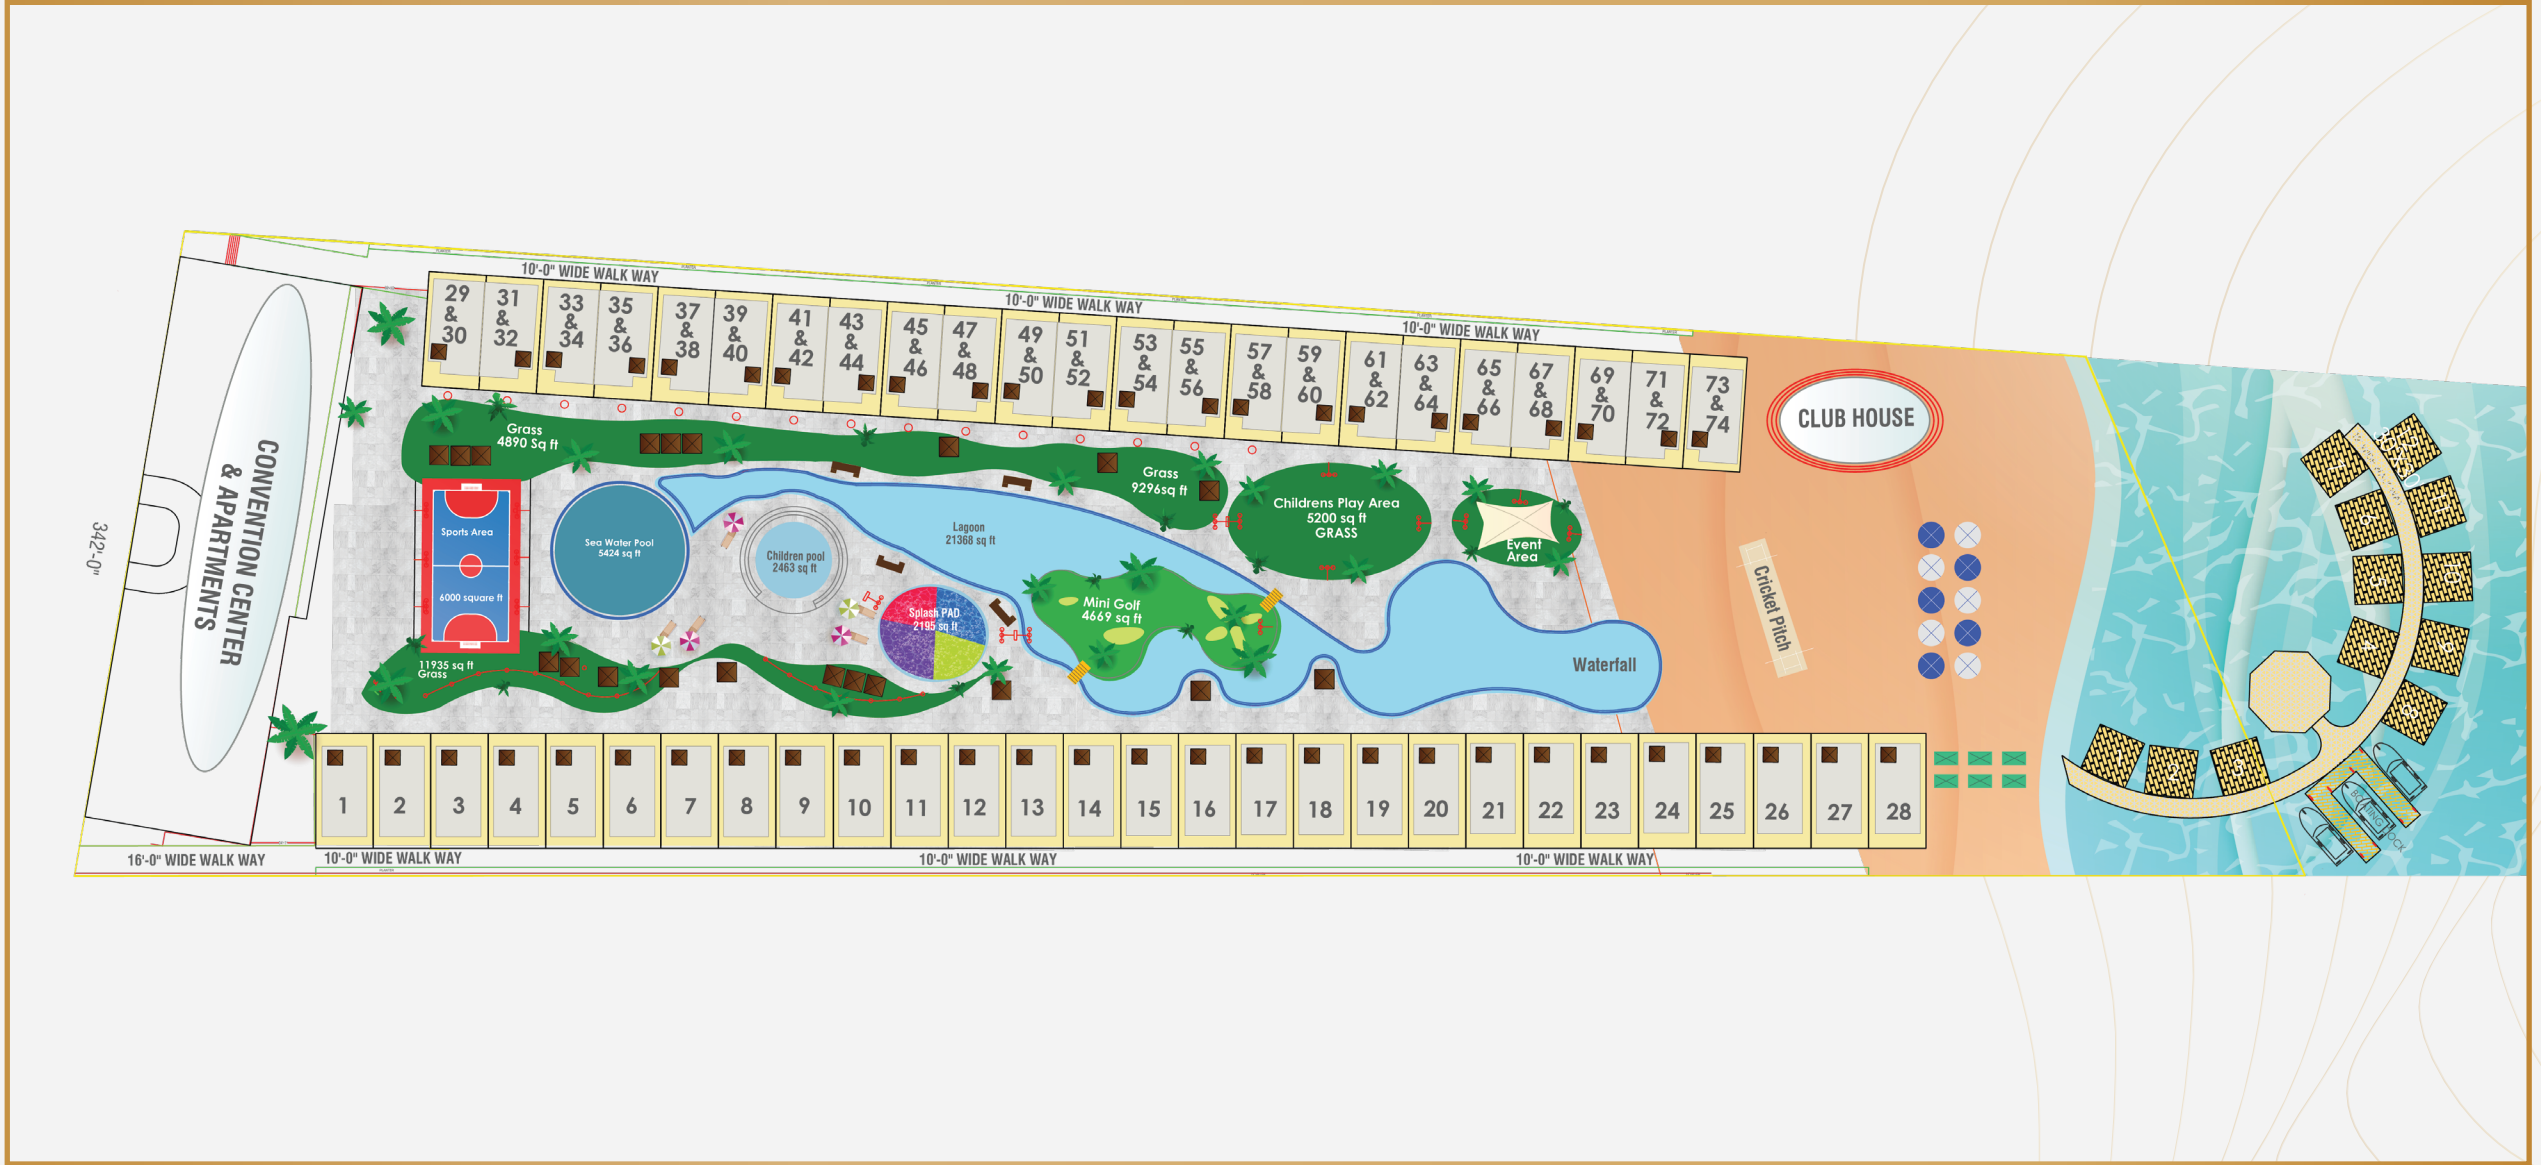 10'-0" WIDE WALK WAY
10'-0" WIDE WALK WAY
10'-0" WIDE WALK WAY
29
&
30
31
&
32
33
&
34
35
&
36
37
&
38
39
&
40
41
&
42
43
&
44
45
&
46
47
&
48
49
&
50
51
&
52
53
&
54
55
&
56
57
&
58
59
&
60
61
&
62
63
&
64
65
&
66
67
&
68
69
&
70
71
&
72
73
&
74
CLUB HOUSE
342'-0"
CONVENTION CENTER
& APARTMENTS
Grass
4890 Sq ft
Grass
9296sq ft
Sports Area
6000 square ft
Sea Water Pool
5424 sq ft
Children pool
2463 sq ft
Lagoon
21368 sq ft
Childrens Play Area
5200 sq ft
GRASS
Event
Area
Splash PAD
2195 sq ft
Mini Golf
4669 sq ft
Waterfall
Cricket Pitch
11935 sq ft
Grass
1
2
3
4
5
6
7
8
9
10
11
12
13
14
15
16
17
18
19
20
21
22
23
24
25
26
27
28
16'-0" WIDE WALK WAY
10'-0" WIDE WALK WAY
10'-0" WIDE WALK WAY
10'-0" WIDE WALK WAY